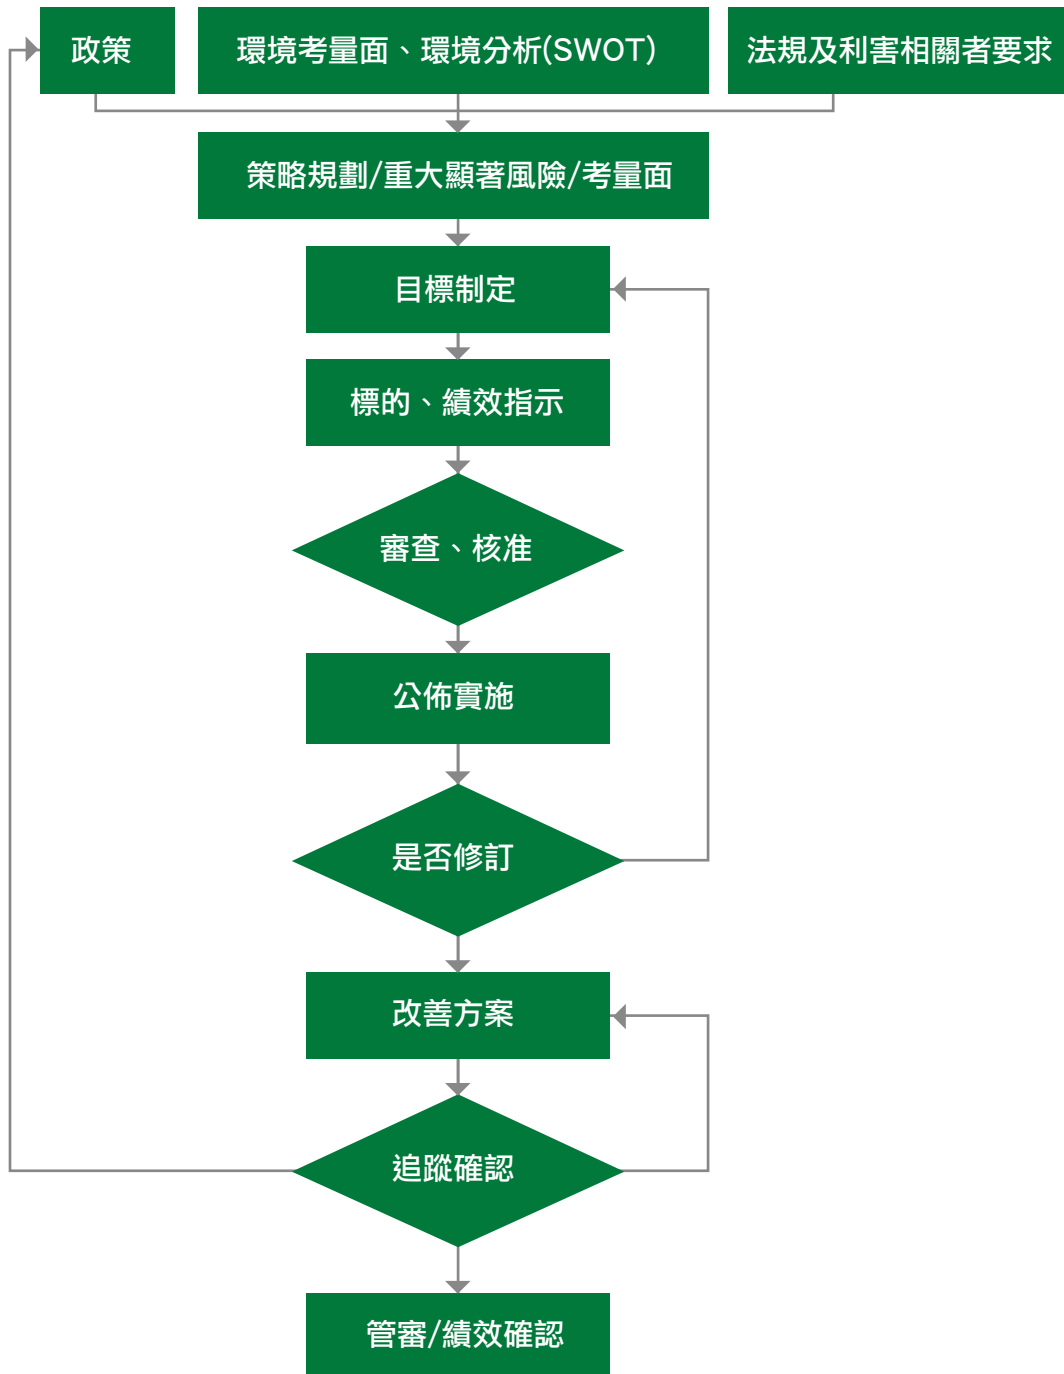 政策
環境考量面、環境分析(SWOT)
法規及利害相關者要求
策略規劃/重大顯著風險/考量面
目標制定
標的、績效指示
審查、核准
公佈實施
是否修訂
改善方案
追蹤確認
管審/績效確認